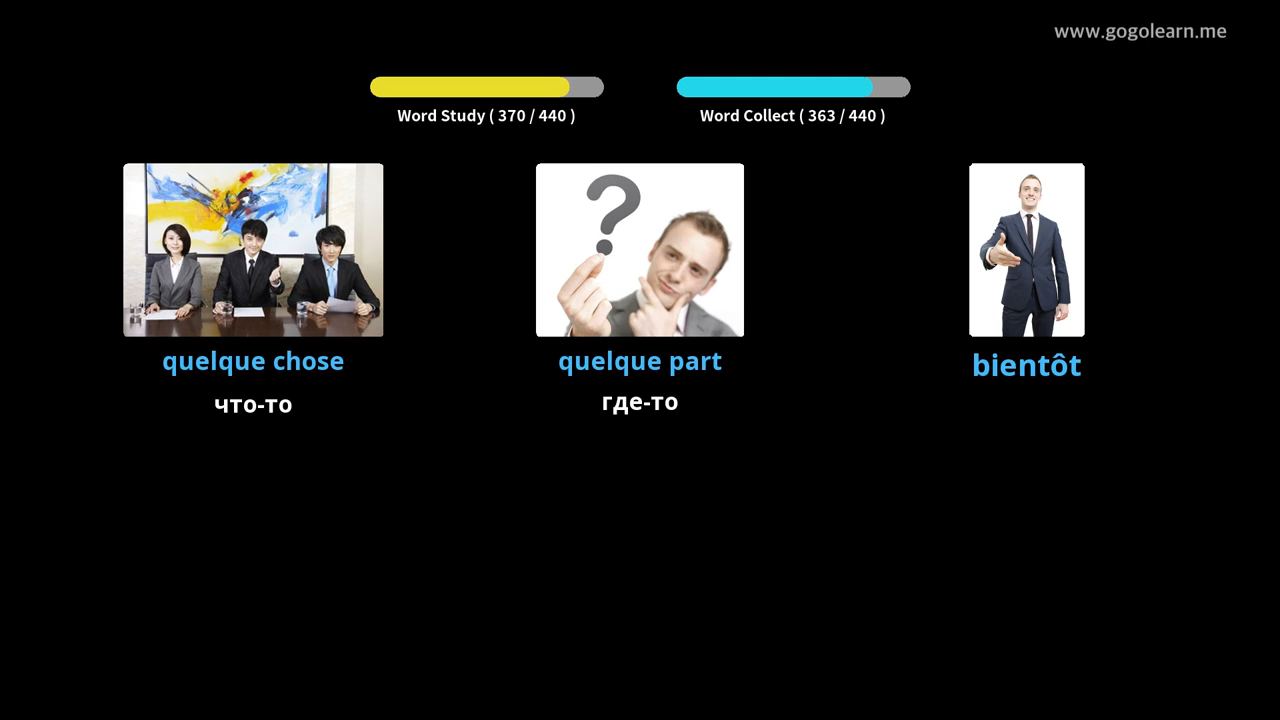 www.gogolearn.me
Word Study ( 370 / 440 )
Word Collect ( 363 / 440 )
quelque chose
quelque part
bientôt
что-то
где-то